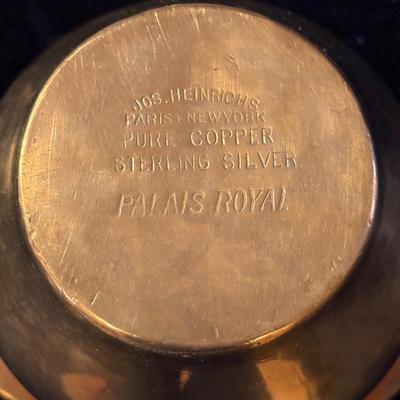 JOS. HEINRICHS
PARIS & NEW YORK
PURE COPPER
STERLING SILVER
PALAIS ROYAL